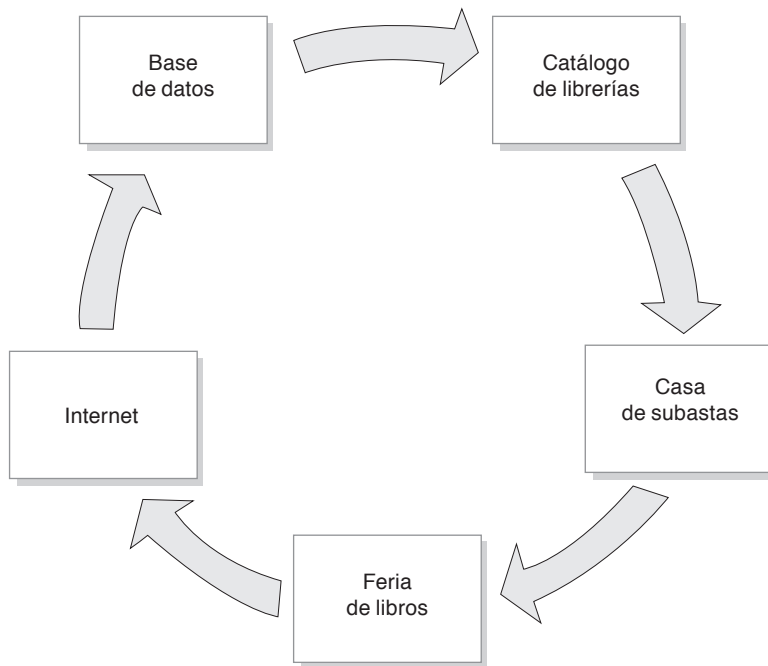 Base
de datos
Catálogo
de librerías
Casa
de subastas
Feria
de libros
Internet